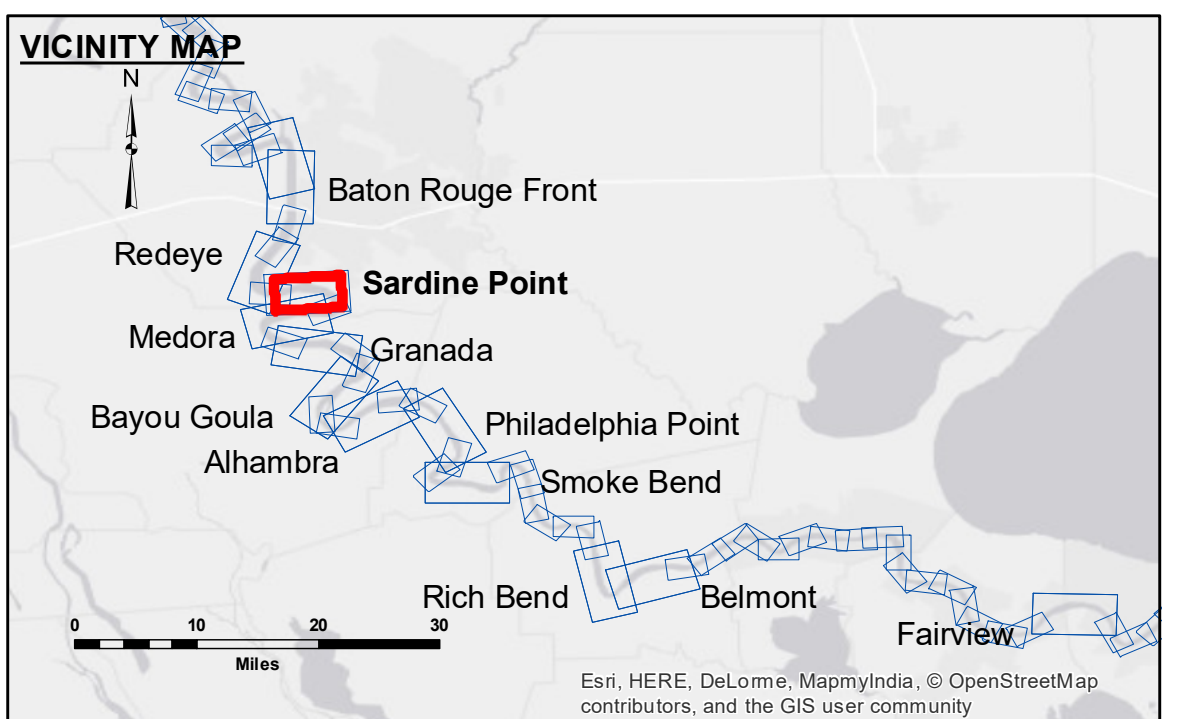 VICINITY MAP
N
Baton Rouge Front
Redeye
Sardine Point
Medora
Granada
Bayou Goula
Philadelphia Point
Alhambra
Smoke Bend
Rich Bend
Belmont
Fairview
0 10 20 30
Miles
Esri, HERE, DeLorme, MapmyIndia, © OpenStreetMap
contributors, and the GIS user community